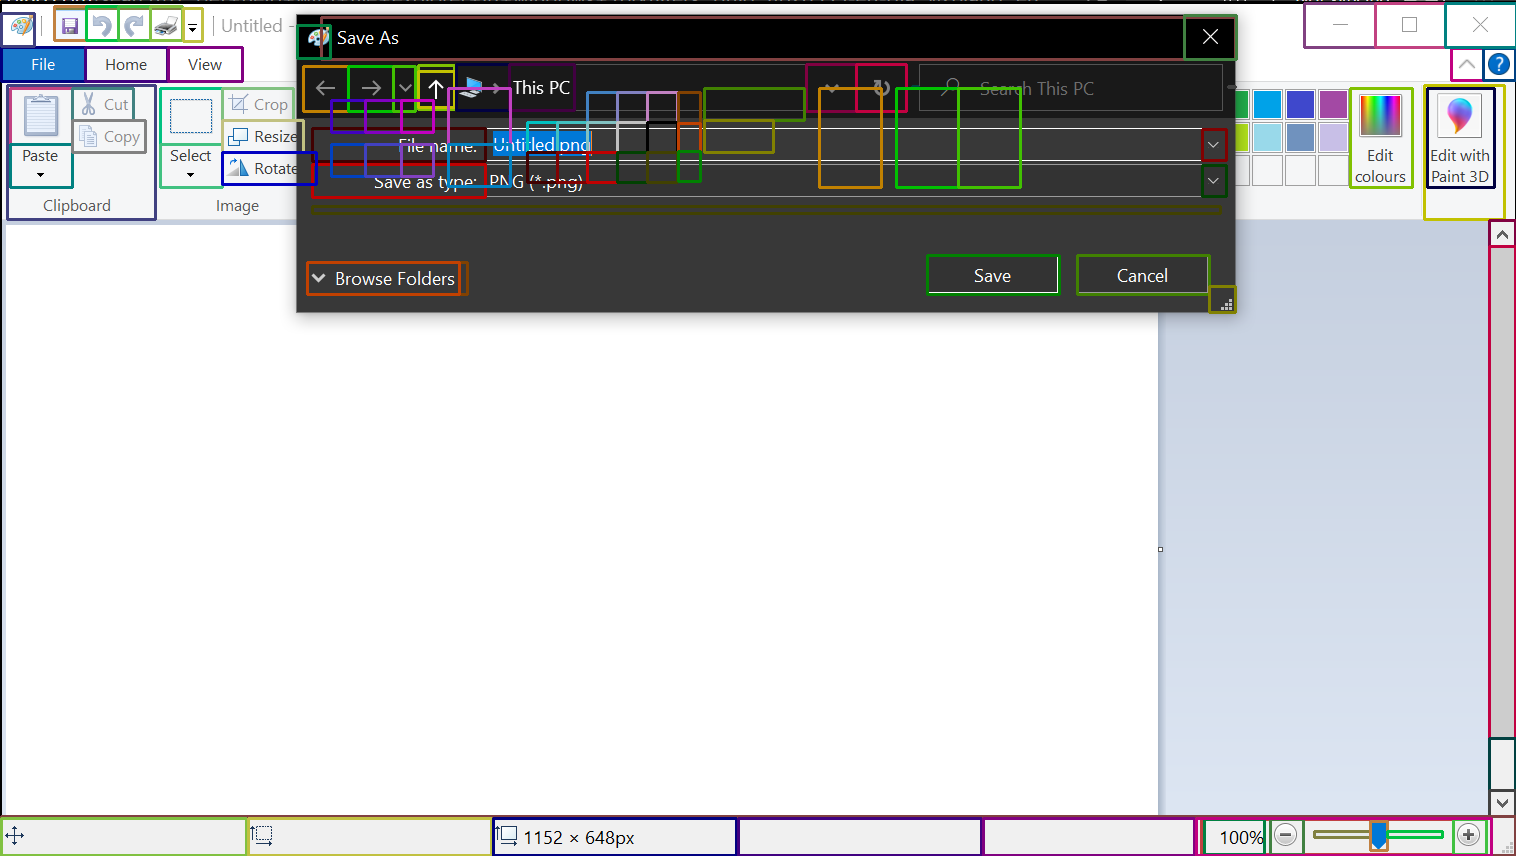 Untitled -
Save As
File
Home
View
This PC
Search This PC
Cut
Copy
Paste
Clipboard
Crop
Resize
Rotate
Select
Image
File name:
Untitled.png
Save as type:
PNG (*.png)
Edit
colours
Edit with
Paint 3D
Browse Folders
Save
Cancel
1152 × 648px
100%